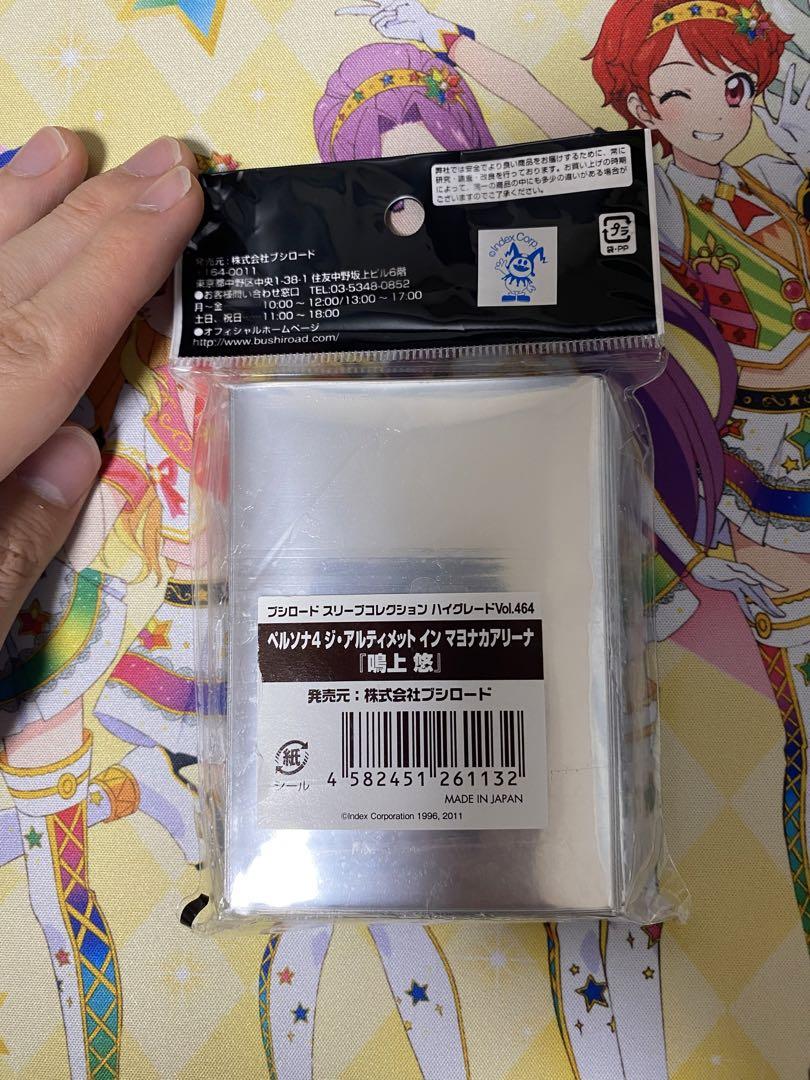 弊社では安全でより良い商品をお届けするために、常に
研究・調査・改良を行っております。お買い上げの時期
によって、同一の商品の中にも多少の違いがある場合が
ございますのでご了承ください。
プラ
袋・PP
©Index Corp
発売元：株式会社ブシロード
164-0011
東京都中野区中央1-38-1 住友中野坂上ビル6階
●お客様問い合わせ窓口 TEL:03-5348-0852
月～金 10:00～12:00/13:00～17:00
土日、祝日 11:00～18:00
●オフィシャルホームページ
http://www.bushiroad.com/
ブシロード スリーブコレクション ハイグレードVol.464
ペルソナ4 ジ・アルティメット イン マヨナカアリーナ
『鳴上 悠』
発売元：株式会社ブシロード
紙
シール
4 582451 261132
MADE IN JAPAN
©Index Corporation 1996, 2011